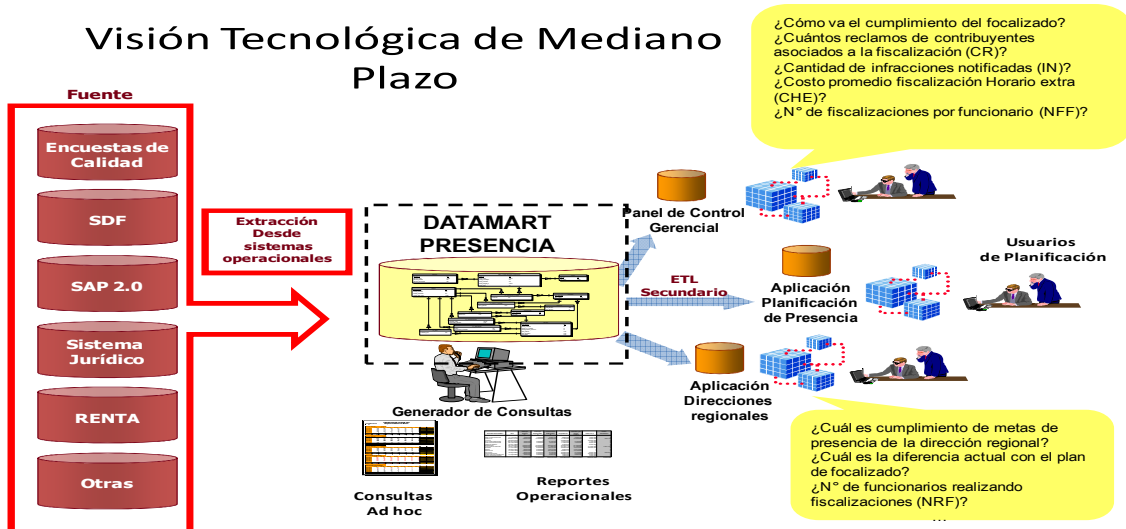 Visión Tecnológica de Mediano
Plazo
¿Cómo va el cumplimiento del focalizado?
¿Cuántos reclamos de contribuyentes
asociados a la fiscalización (CR)?
¿Cantidad de infracciones notificadas (IN)?
¿Costo promedio fiscalización Horario extra
(CHE)?
¿N° de fiscalizaciones por funcionario (NFF)?
Fuente
Encuestas de
Calidad
SDF
SAP 2.0
Sistema
Jurídico
RENTA
Otras
Extracción
Desde
sistemas
operacionales
DATAMART
PRESENCIA
Generador de Consultas
Consultas
Ad hoc
Reportes
Operacionales
ETL
Secundario
Panel de Control
Gerencial
Aplicación
Planificación
de Presencia
Aplicación
Direcciones
regionales
Usuarios
de Planificación
¿Cuál es cumplimiento de metas de
presencia de la dirección regional?
¿Cuál es la diferencia actual con el plan
de focalizado?
¿N° de funcionarios realizando
fiscalizaciones (NRF)?
...